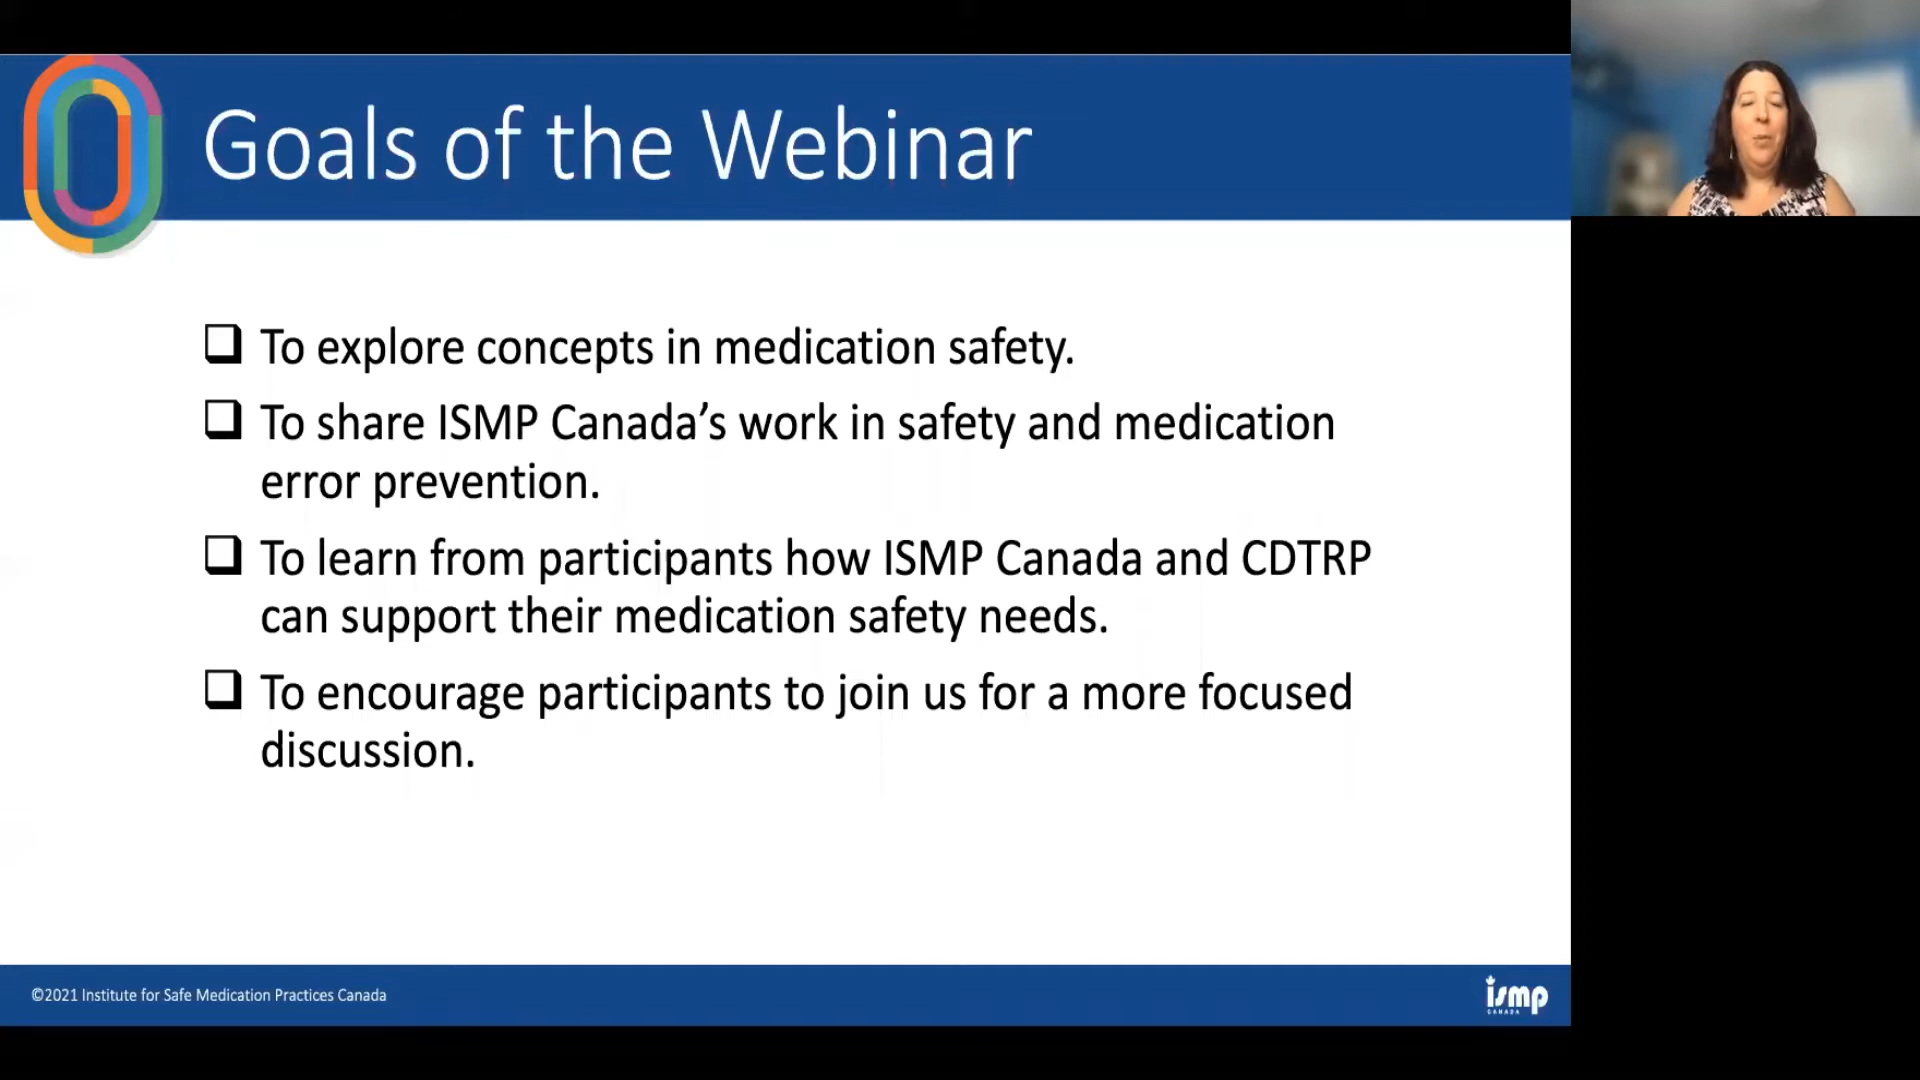 Goals of the Webinar
To explore concepts in medication safety.
To share ISMP Canada’s work in safety and medication
error prevention.
To learn from participants how ISMP Canada and CDTRP
can support their medication safety needs.
To encourage participants to join us for a more focused
discussion.
©2021 Institute for Safe Medication Practices Canada
ismp
CANADA